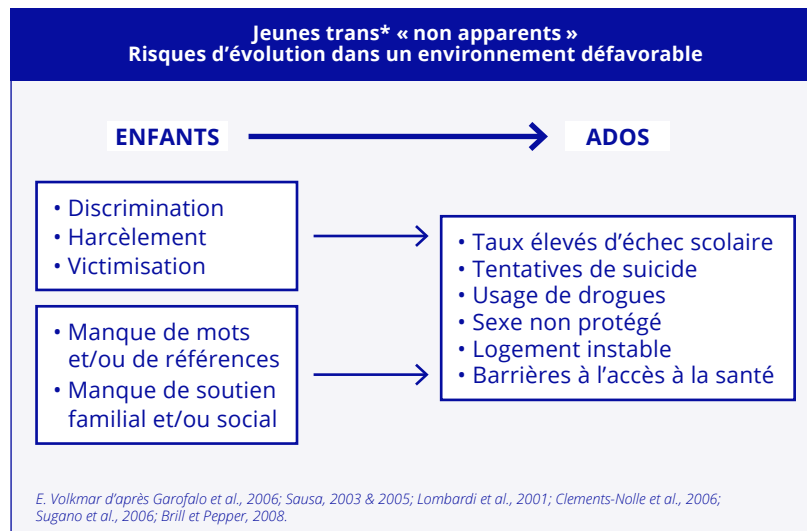 Jeunes trans* « non apparents »
Risques d’évolution dans un environnement défavorable
ENFANTS
ADOS
• Discrimination
• Harcèlement
• Victimisation
• Manque de mots
et/ou de références
• Manque de soutien
familial et/ou social
• Taux élevés d’échec scolaire
• Tentatives de suicide
• Usage de drogues
• Sexe non protégé
• Logement instable
• Barrières à l’accès à la santé
E. Volkmar d’après Garofalo et al., 2006; Sausa, 2003 & 2005; Lombardi et al., 2001; Clements-Nolle et al., 2006;
Sugano et al., 2006; Brill et Pepper, 2008.